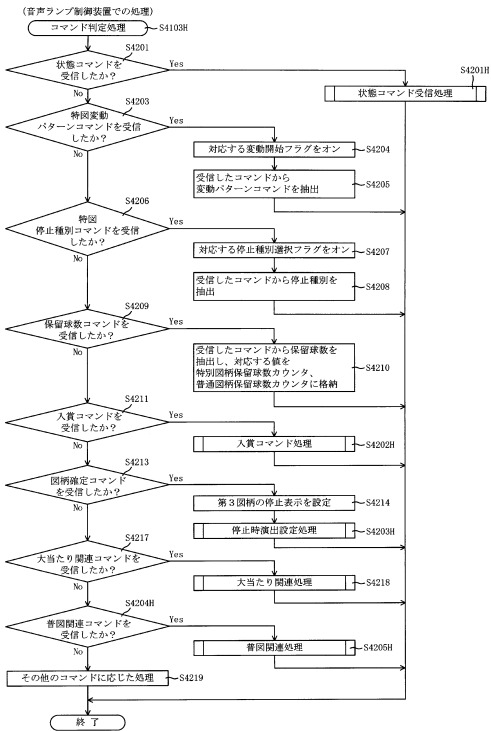 (音声ランプ制御装置での処理)
コマンド判定処理
S4103H
S4201
状態コマンドを
受信したか?
Yes
No
S4201H
状態コマンド受信処理
S4203
特図変動
パターンコマンドを受信
したか?
Yes
No
対応する変動開始フラグをオン
S4204
受信したコマンドから
変動パターンコマンドを抽出
S4205
S4206
特図
停止種別コマンドを受信
したか?
Yes
No
対応する停止種別選択フラグをオン
S4207
受信したコマンドから停止種別を
抽出
S4208
S4209
保留球数コマンドを
受信したか?
Yes
No
受信したコマンドから保留球数を
抽出し、対応する値を
特別図柄保留球数カウンタ、
普通図柄保留球数カウンタに格納
S4210
S4211
入賞コマンドを
受信したか?
Yes
No
入賞コマンド処理
S4202H
S4213
図柄確定コマンド
を受信したか?
Yes
No
第3図柄の停止表示を設定
S4214
停止時演出設定処理
S4203H
S4217
大当たり関連コマンドを
受信したか?
Yes
No
大当たり関連処理
S4218
S4204H
普図関連コマンドを
受信したか?
Yes
No
普図関連処理
S4205H
その他のコマンドに応じた処理
S4219
終了